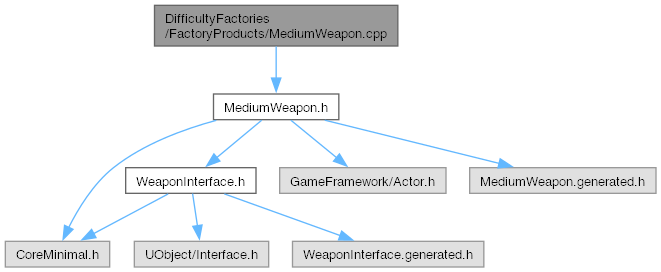 DifficultyFactories
/FactoryProducts/MediumWeapon.cpp
MediumWeapon.h
WeaponInterface.h
GameFramework/Actor.h
MediumWeapon.generated.h
CoreMinimal.h
UObject/Interface.h
WeaponInterface.generated.h